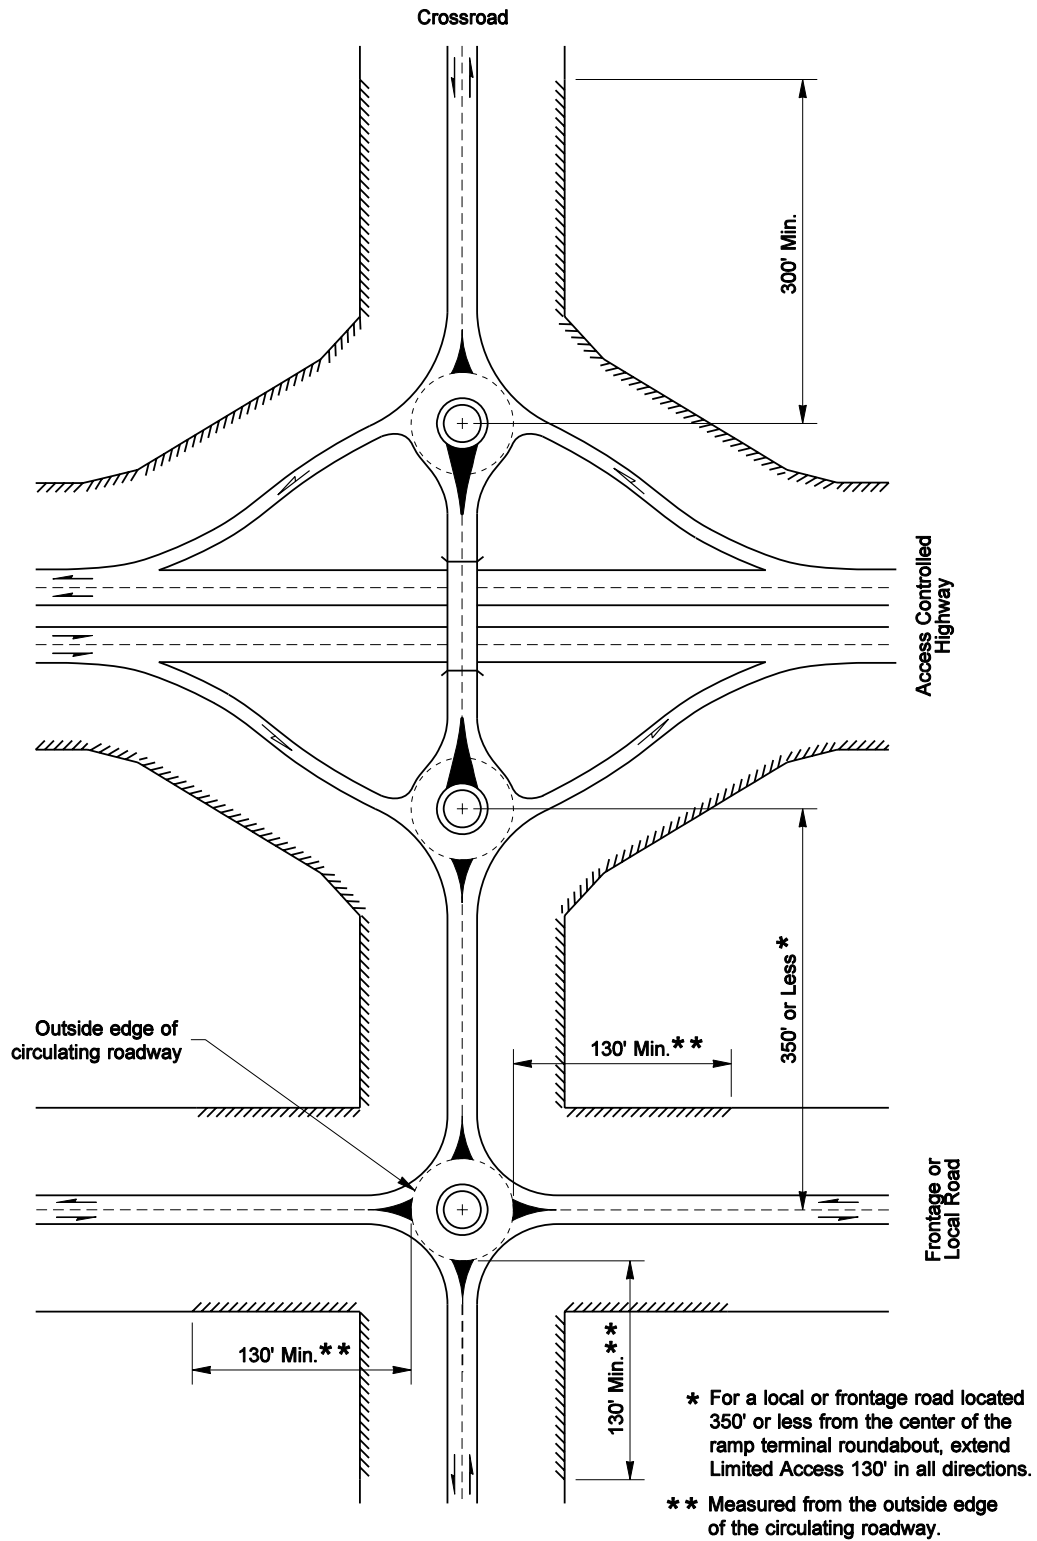 Crossroad
300' Min.
Access Controlled
Highway
350' or Less *
Outside edge of
circulating roadway
130' Min.**
Frontage or
Local Road
130' Min.**
130' Min.**
* For a local or frontage road located
350' or less from the center of the
ramp terminal roundabout, extend
Limited Access 130' in all directions.
** Measured from the outside edge
of the circulating roadway.